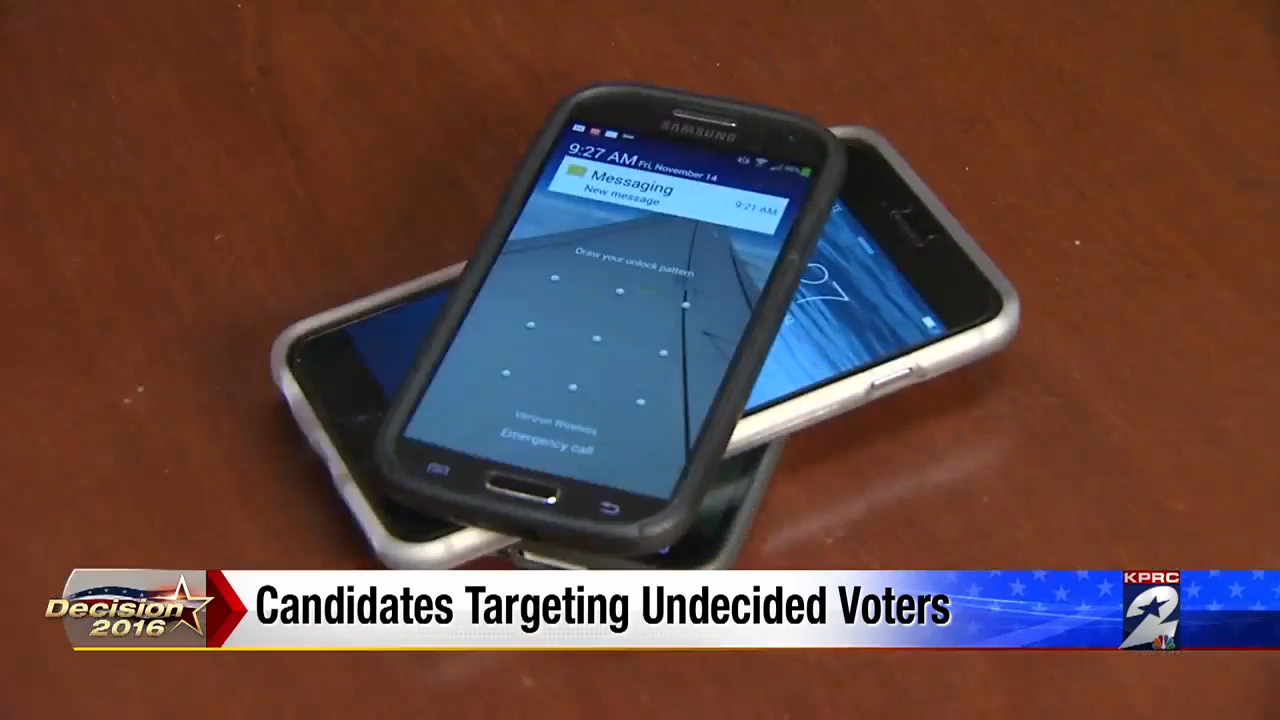 SAMSUNG
9:27 AM Fri, November 14
Messaging
New message
9:21 AM
Draw your unlock pattern
Verizon Wireless
Emergency call
27
Decision
2016
Candidates Targeting Undecided Voters
KPRC
2